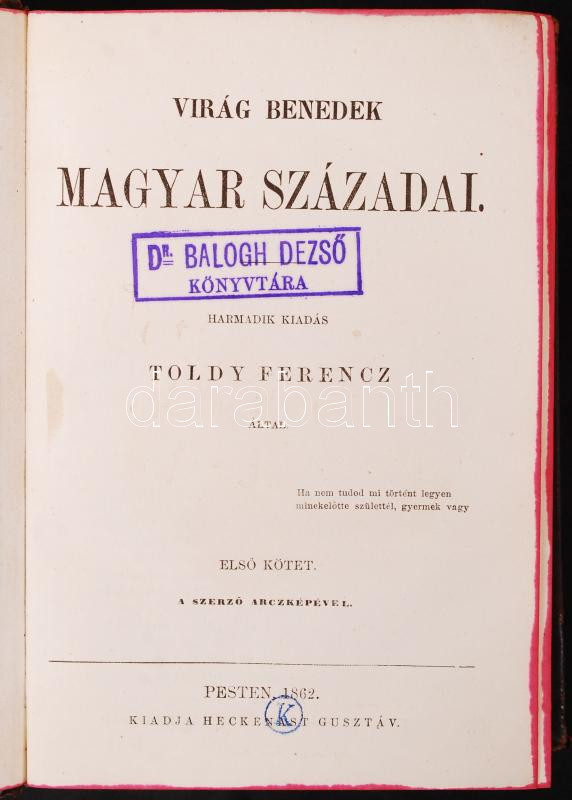 VIRÁG BENEDEK
MAGYAR SZÁZADAI.
DR. BALOGH DEZSŐ
KÖNYVTÁRA
HARMADIK KIADÁS
TOLDY FERENCZ
darabanth
ÁLTAL.
Ha nem tudod mi történt legyen
minekelőtte születtél, gyermek vagy
ELSŐ KÖTET.
A SZERZŐ ARCZKÉPÉVEL.
PESTEN, 1862.
K
KIADJA HECKENAST GUSZTÁV.